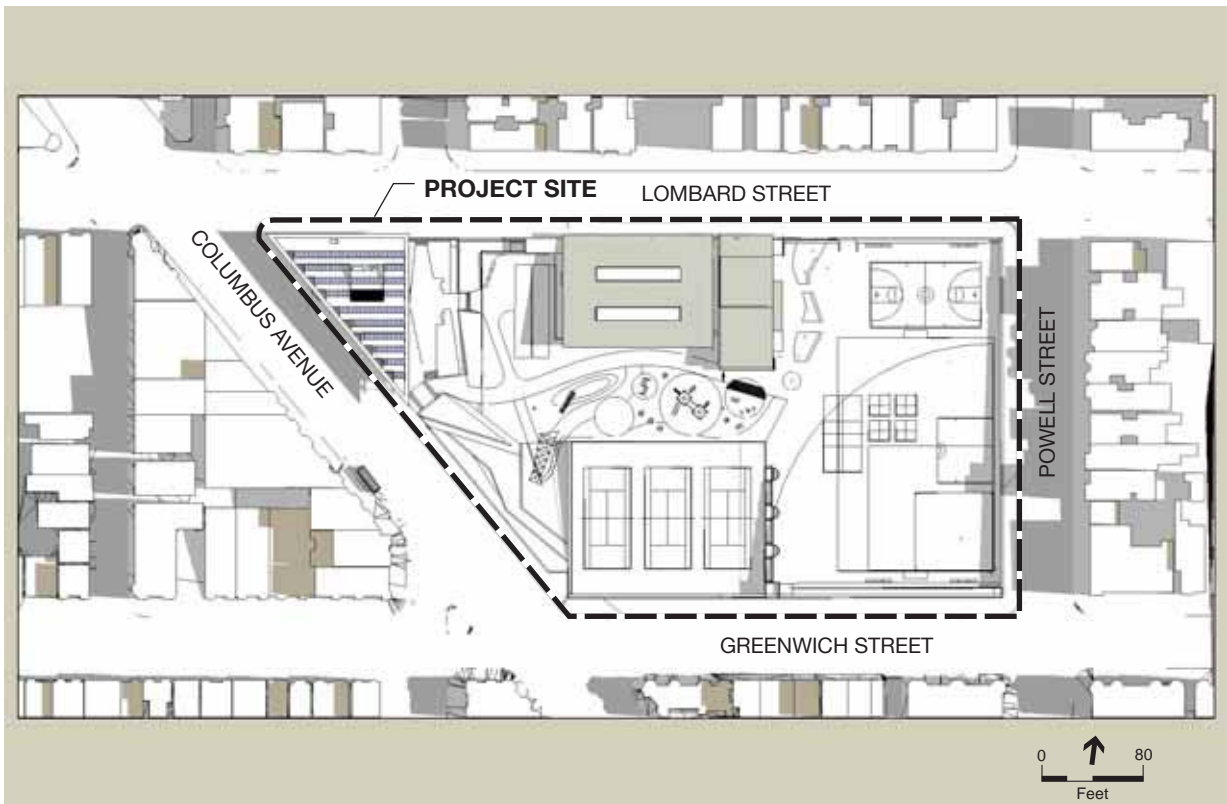 PROJECT SITE
LOMBARD STREET
COLUMBUS AVENUE
POWELL STREET
GREENWICH STREET
0 80
Feet